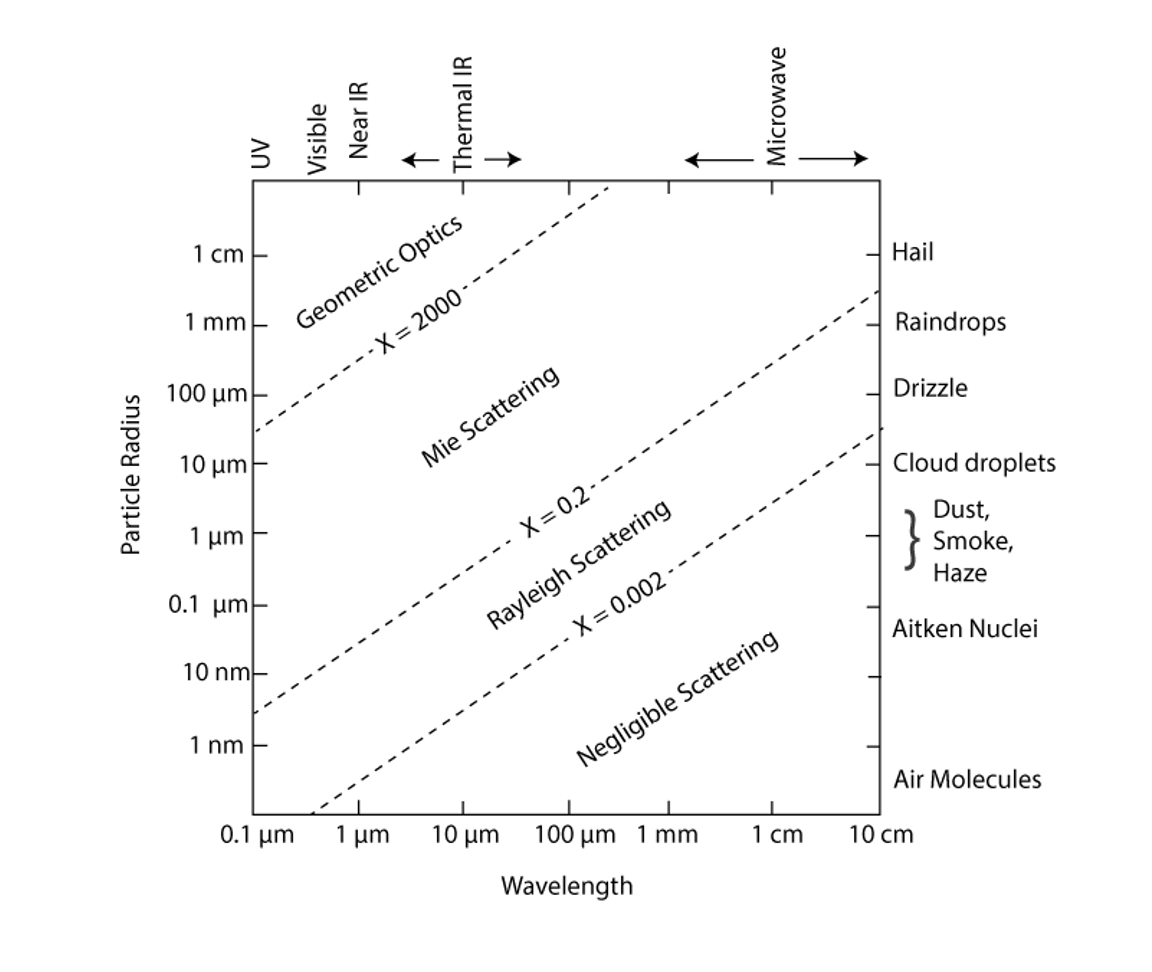 UV
Visible
Near IR
Thermal IR
Microwave
Geometric Optics
X = 2000
Mie Scattering
X = 0.2
Rayleigh Scattering
X = 0.002
Negligible Scattering
Particle Radius
1 cm
1 mm
100 µm
10 µm
1 µm
0.1 µm
10 nm
1 nm
Hail
Raindrops
Drizzle
Cloud droplets
Dust,
Smoke,
Haze
Aitken Nuclei
Air Molecules
0.1 µm
1 µm
10 µm
100 µm
1 mm
1 cm
10 cm
Wavelength